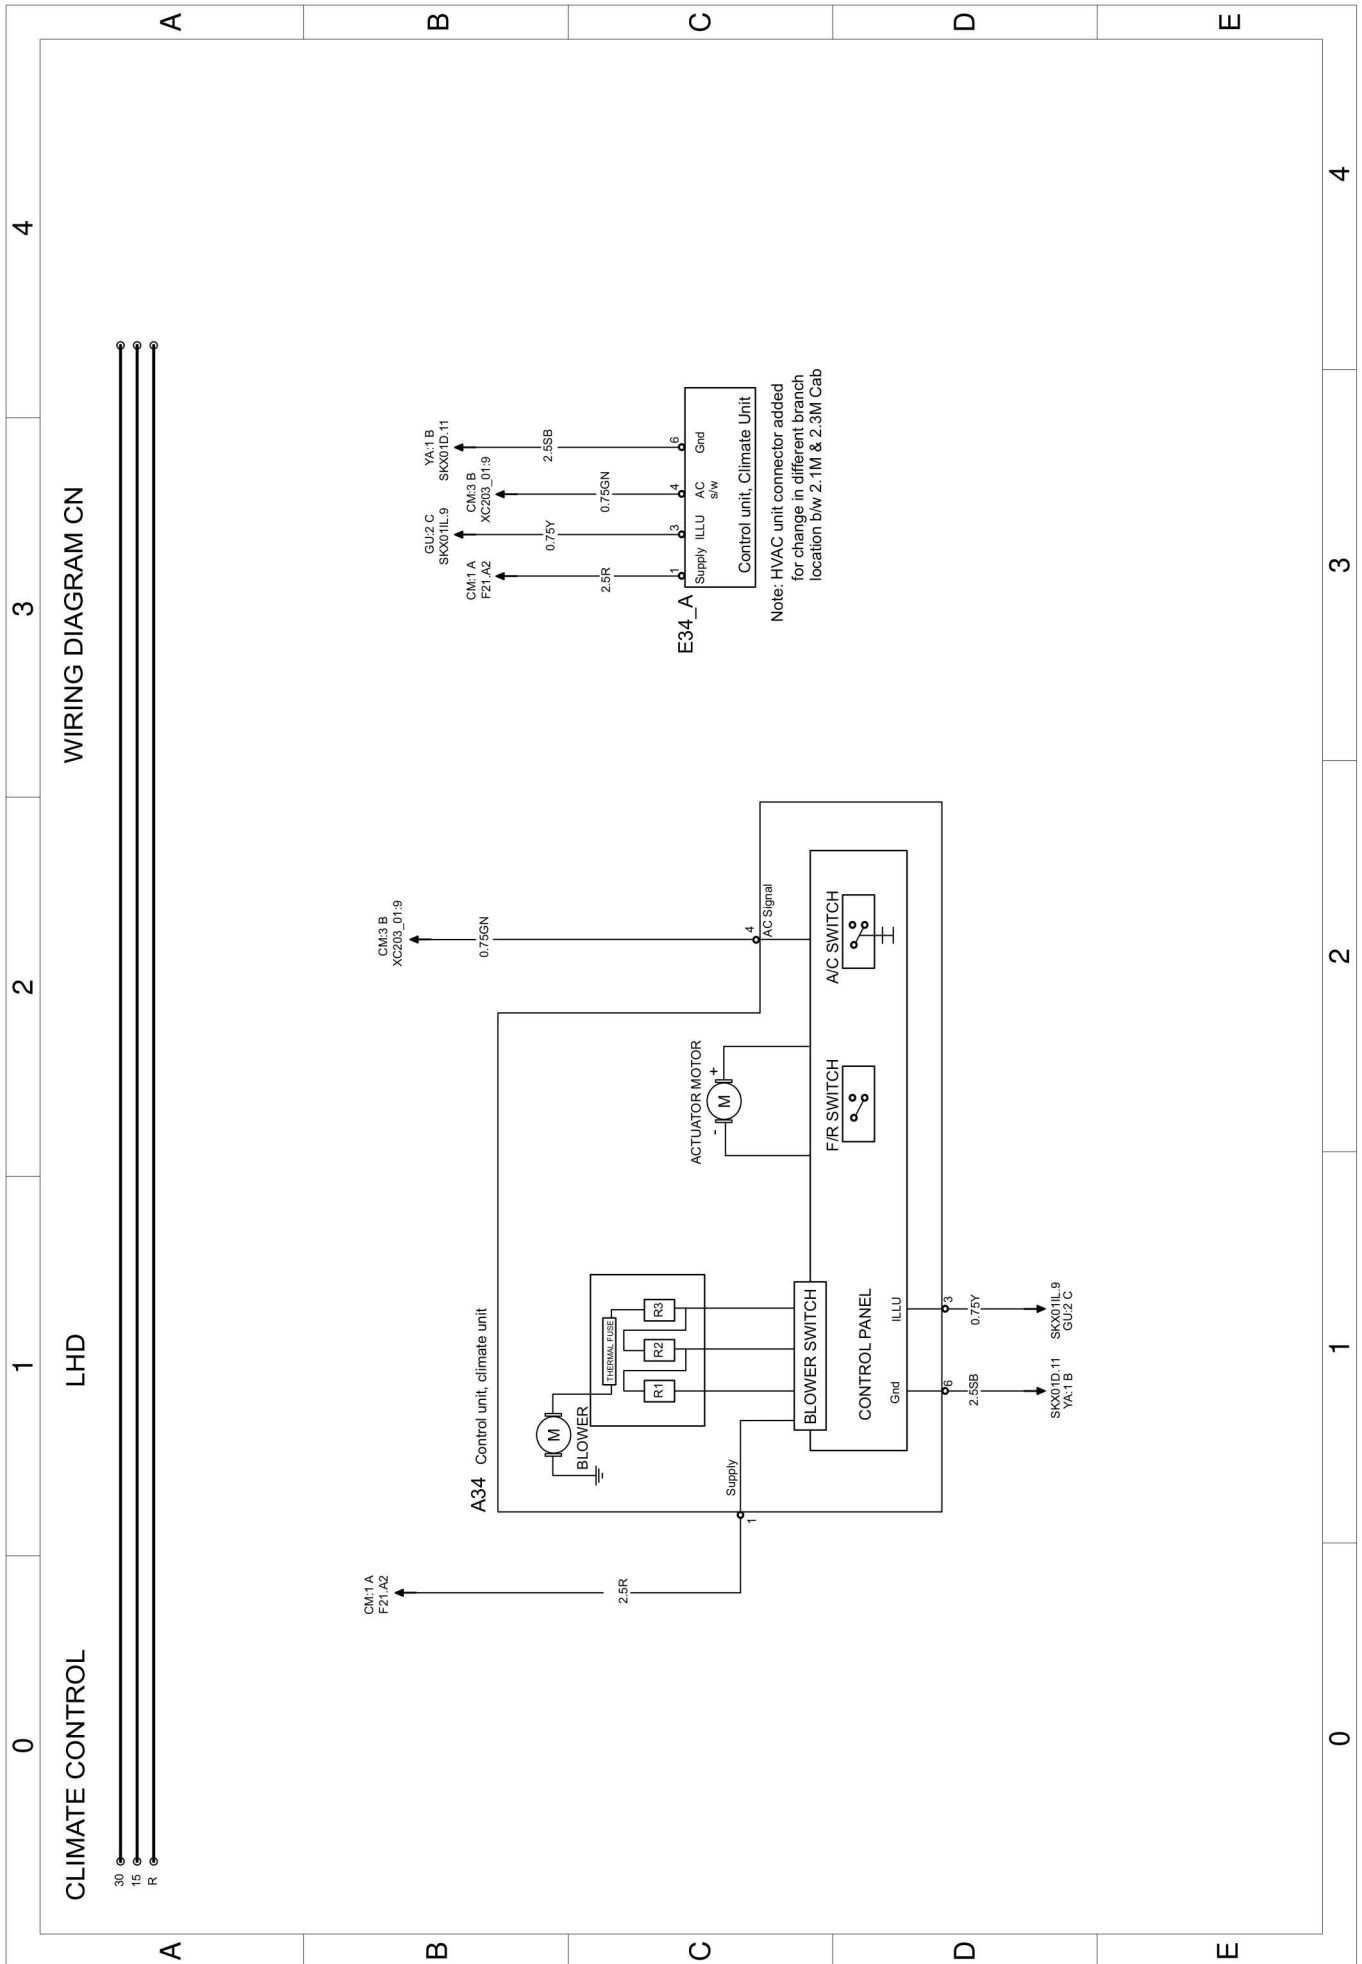 0
1
2
3
4
A
B
C
D
E
CLIMATE CONTROL
LHD
WIRING DIAGRAM CN
30
15
R
CM:1 A
F21.A2
2.5R
1
Supply
A34 Control unit, climate unit
M
BLOWER
THERMAL FUSE
R1
R2
R3
BLOWER SWITCH
ACTUATOR MOTOR
-
+
M
CM:3 B
XC203_01:9
0.75GN
4
AC Signal
F/R SWITCH
A/C SWITCH
CONTROL PANEL
Gnd
ILLU
6
3
2.5SB
0.75Y
SKX01D.11
YA:1 B
SKX01IL.9
GU:2 C
CM:1 A
F21.A2
GU:2 C
SKX01IL.9
CM:3 B
XC203_01:9
YA:1 B
SKX01D.11
2.5R
0.75Y
0.75GN
2.5SB
E34_A
1
3
4
6
Supply
ILLU
AC
s/w
Gnd
Control unit, Climate Unit
Note: HVAC unit connector added
for change in different branch
location b/w 2.1M & 2.3M Cab
A
B
C
D
E
0
1
2
3
4